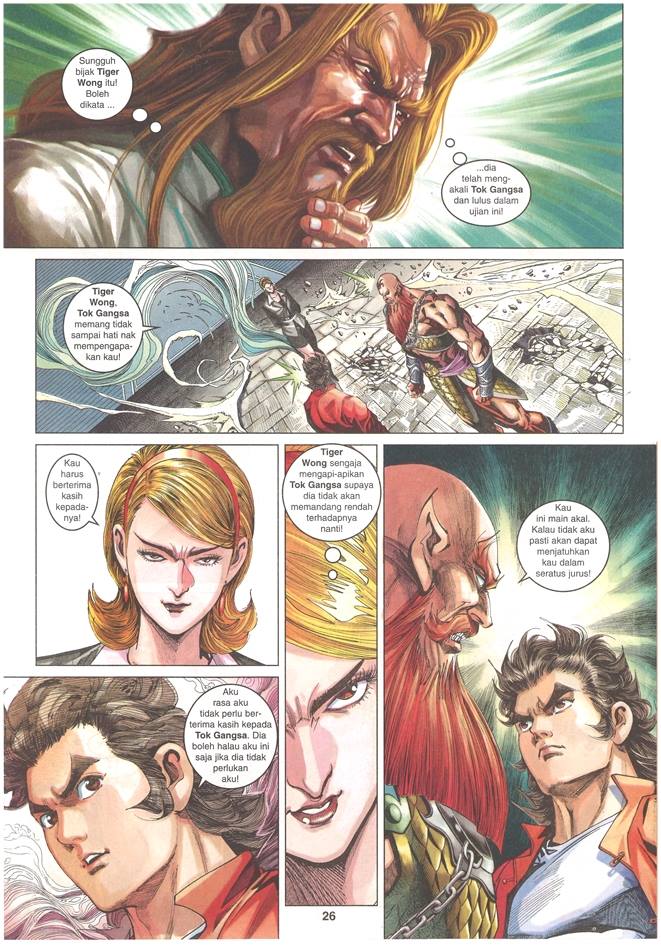 Sungguh
bijak Tiger
Wong itu!
Boleh
dikata ...
...dia
telah meng-
akali Tok Gangsa
dan lulus dalam
ujian ini!
Tiger
Wong.
Tok Gangsa
memang tidak
sampai hati nak
mempengapa-
kan kau!
Kau
harus
berterima
kasih
kepada-
nya!
Tiger
Wong sengaja
mengapi-apikan
Tok Gangsa supaya
dia tidak akan
memandang rendah
terhadapnya
nanti!
Kau
ini main akal.
Kalau tidak aku
pasti akan dapat
menjatuhkan
kau dalam
seratus jurus!
Aku
rasa aku
tidak perlu ber-
terima kasih kepada
Tok Gangsa. Dia
boleh halau aku ini
saja jika dia tidak
perlukan
aku!
26